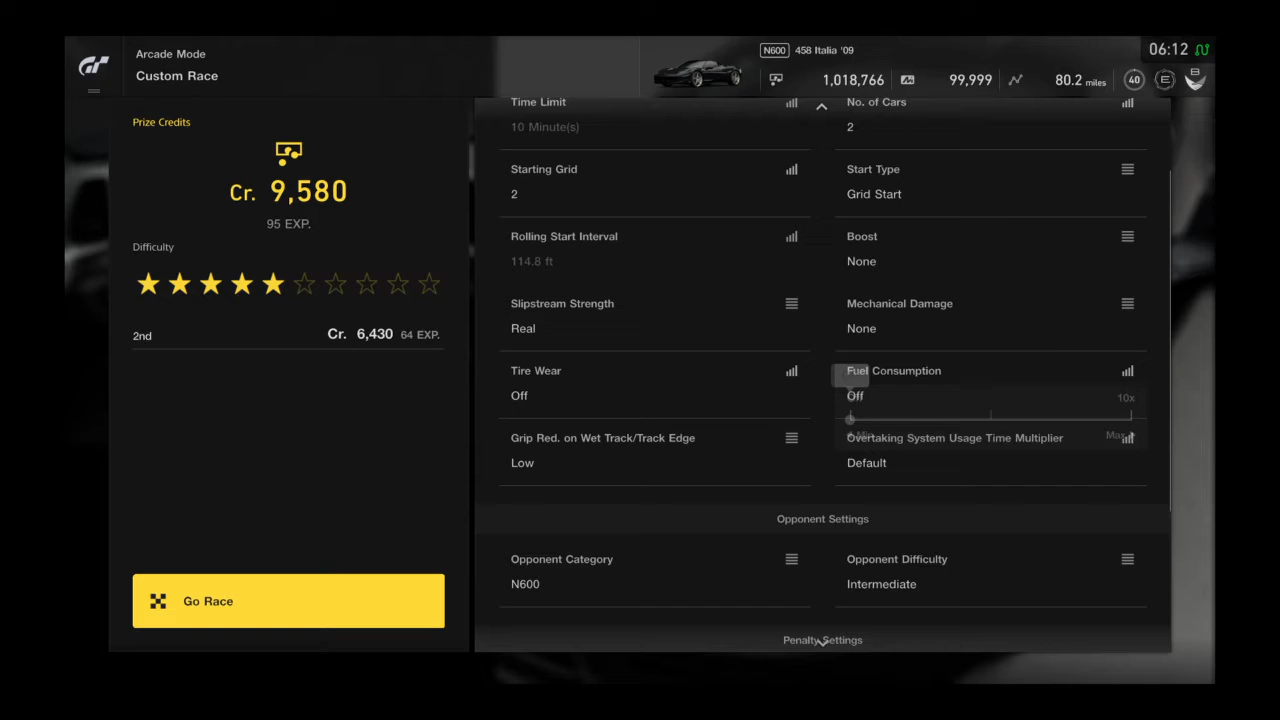 Arcade Mode
Custom Race
N600 458 Italia '09
06:12
1,018,766 99,999 80.2 miles 40 E B
Prize Credits
Cr. 9,580
95 EXP.
Difficulty
2nd Cr. 6,430 64 EXP.
Go Race
Time Limit
10 Minute(s)
No. of Cars
2
Starting Grid
2
Start Type
Grid Start
Rolling Start Interval
114.8 ft
Boost
None
Slipstream Strength
Real
Mechanical Damage
None
Tire Wear
Off
Fuel Consumption
Off
10x
Max
Grip Red. on Wet Track/Track Edge
Low
Overtaking System Usage Time Multiplier
Default
Opponent Settings
Opponent Category
N600
Opponent Difficulty
Intermediate
Penalty Settings